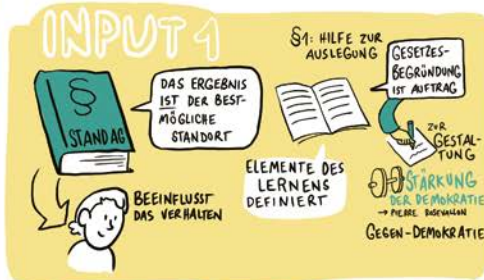 INPUT 1
§
STANDAG
DAS ERGEBNIS
IST DER BEST-
MÖGLICHE
STANDORT
BEEINFLUSST
DAS VERHALTEN
§1: HILFE ZUR
AUSLEGUNG
ELEMENTE DES
LERNENS
DEFINIERT
GESETZES-
BEGRÜNDUNG
IST AUFTRAG
ZUR
GESTAL-
TUNG
STÄRKUNG
DER DEMOKRATIE
→ PIERRE ROSEVALLON
GEGEN-DEMOKRATIE